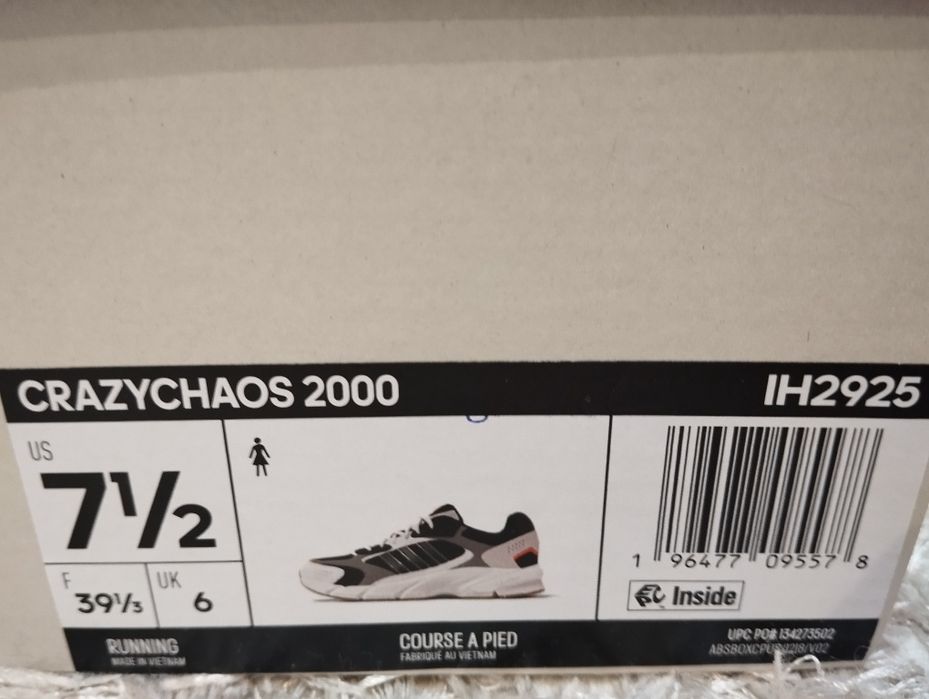 CRAZYCHAOS 2000
IH2925
US
7½
F
39⅓
UK
6
1 96477 09557 8
Inside
RUNNING
MADE IN VIETNAM
COURSE A PIED
FABRIQUÉ AU VIETNAM
UPC PO# 134273502